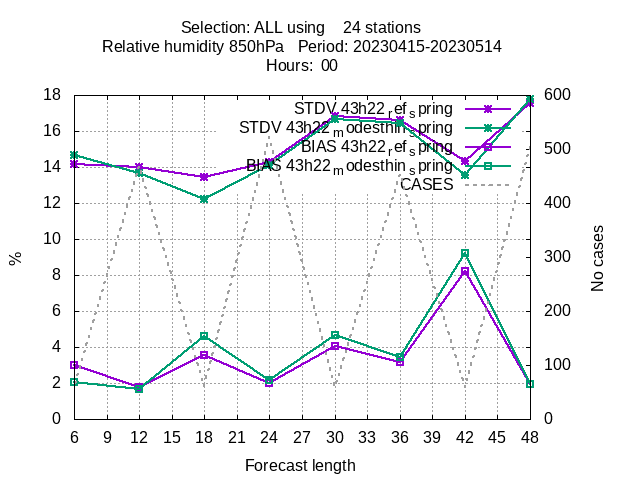 Selection: ALL using    24 stations
Relative humidity 850hPa   Period: 20230415-20230514
Hours:  00
STDV 43h22_ref_spring
STDV 43h22_modesthin_spring
BIAS 43h22_ref_spring
BIAS 43h22_modesthin_spring
CASES
%
18
16
14
12
10
8
6
4
2
0
600
500
400
300
200
100
0
No cases
6 9 12 15 18 21 24 27 30 33 36 39 42 45 48
Forecast length